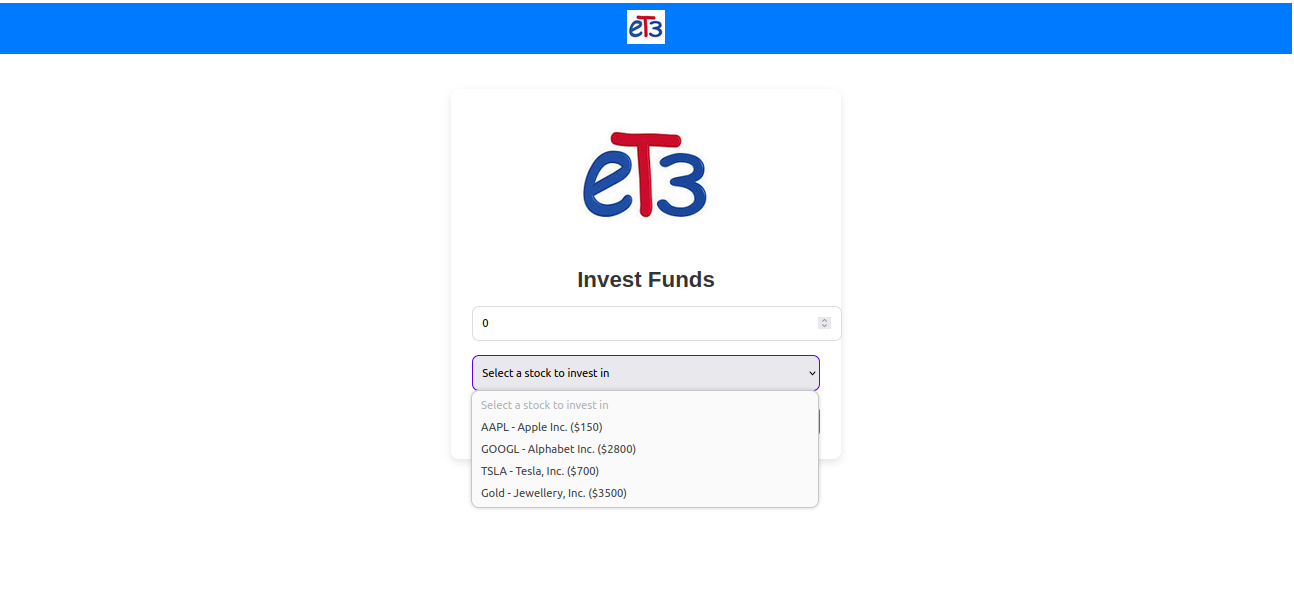 eT3
eT3
Invest Funds
0
Select a stock to invest in
Select a stock to invest in
AAPL - Apple Inc. ($150)
GOOGL - Alphabet Inc. ($2800)
TSLA - Tesla, Inc. ($700)
Gold - Jewellery, Inc. ($3500)